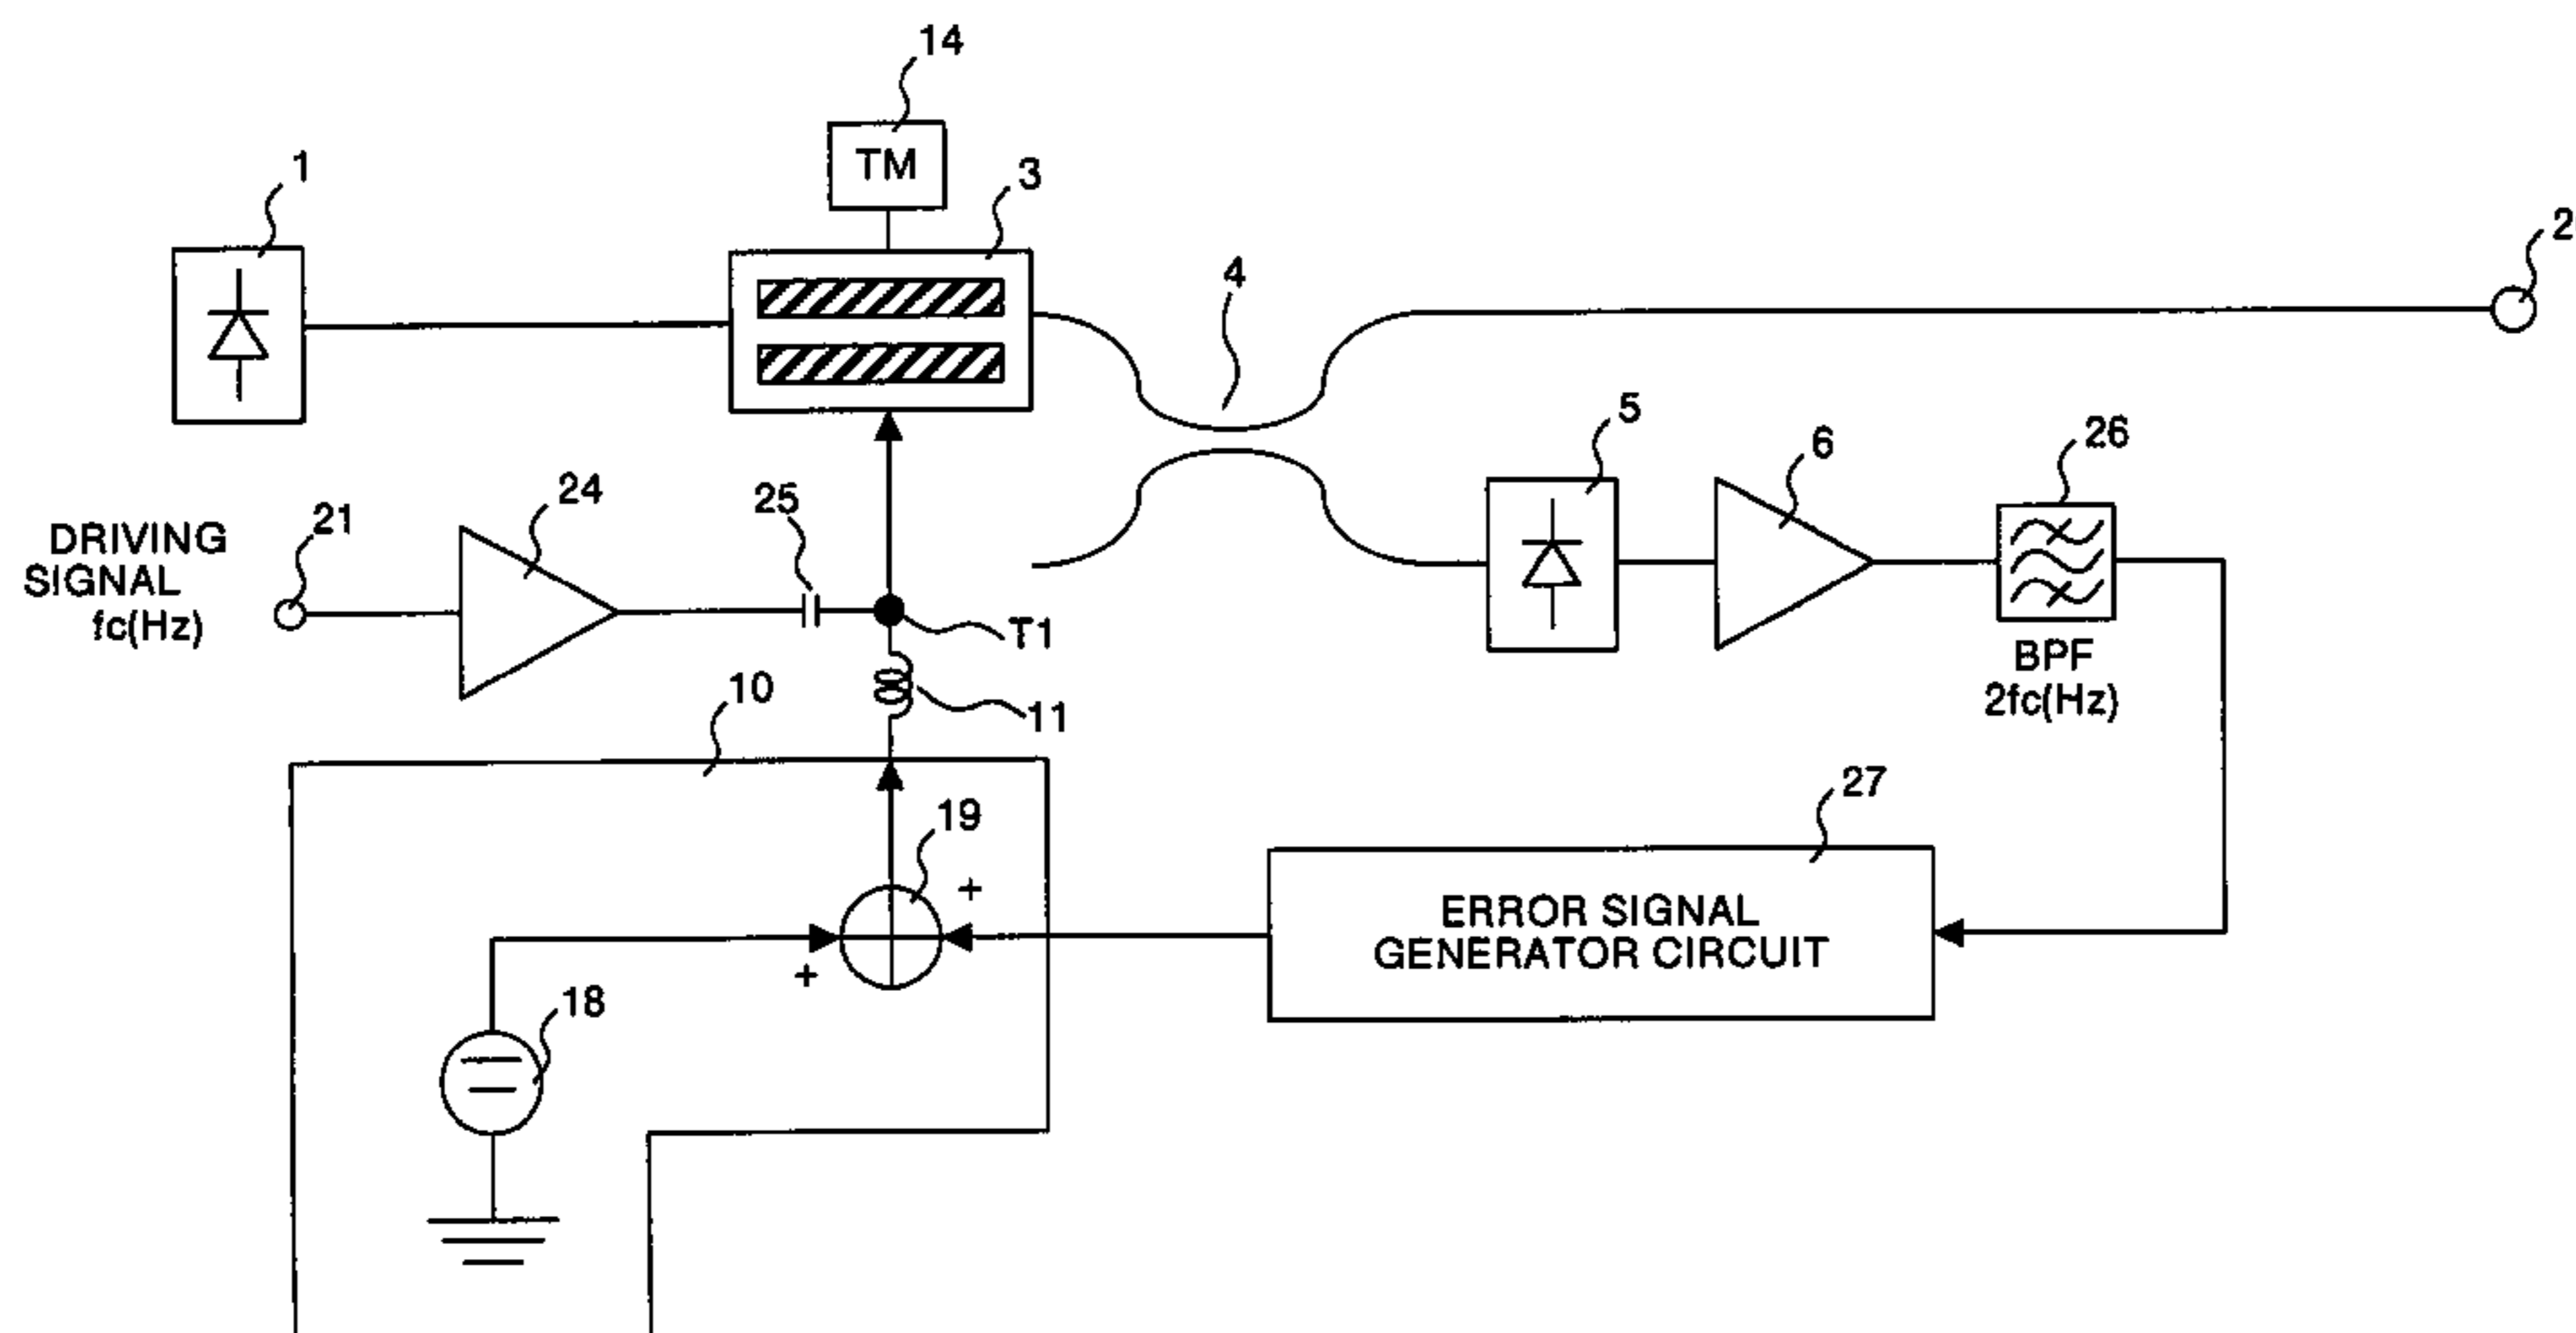 14
TM
1
3
2
4
5
6
26
24
25
21
DRIVING
SIGNAL
fc(Hz)
T1
BPF
2fc(Hz)
10
11
27
19
+
ERROR SIGNAL
GENERATOR CIRCUIT
+
18